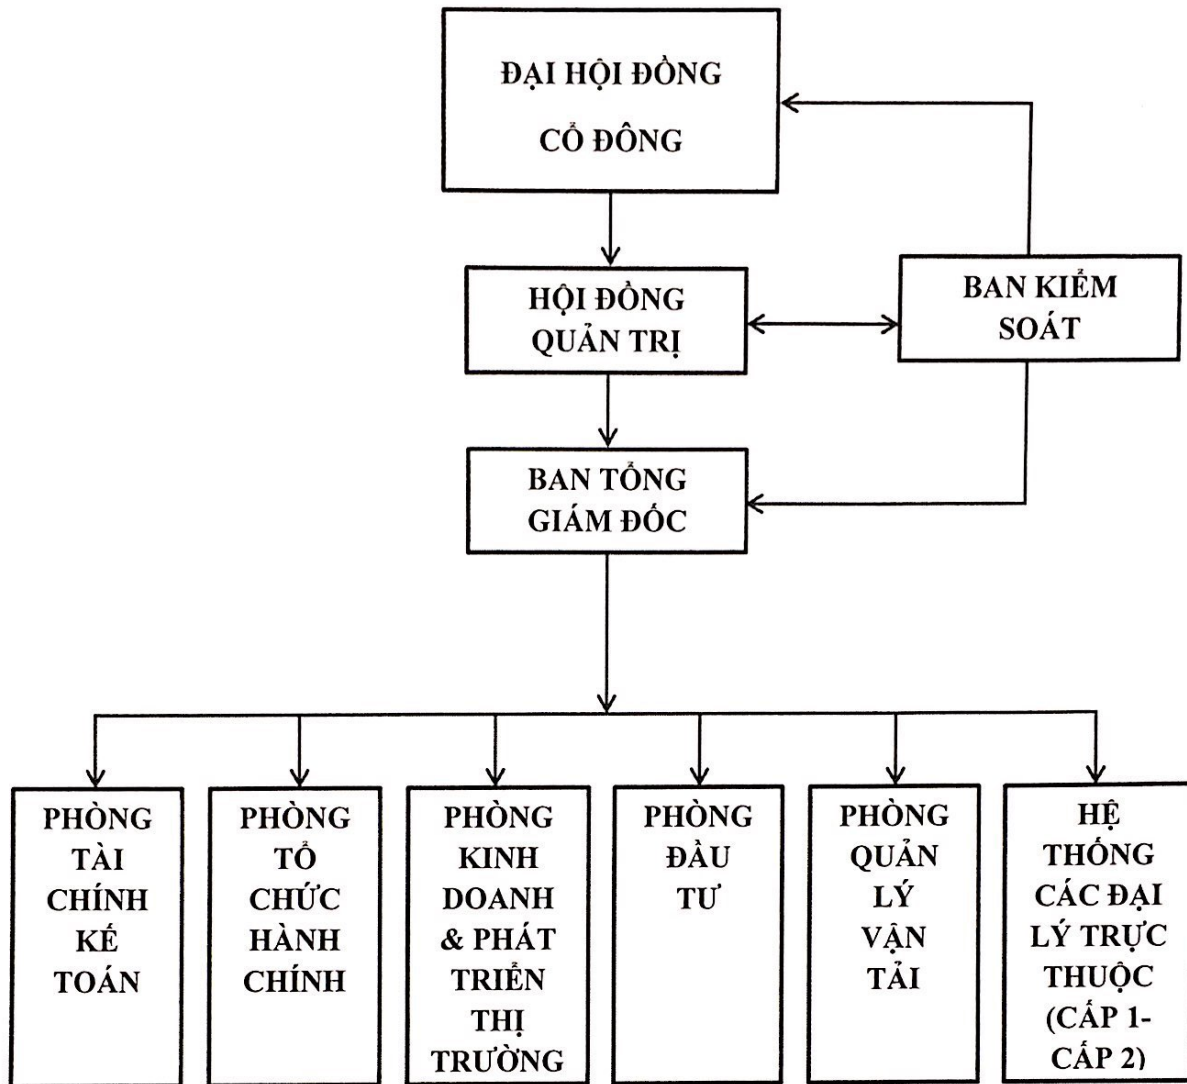 ĐẠI HỘI ĐỒNG
CỔ ĐÔNG
HỘI ĐỒNG
QUẢN TRỊ
BAN KIỂM
SOÁT
BAN TỔNG
GIÁM ĐỐC
PHÒNG
TÀI
CHÍNH
KẾ
TOÁN
PHÒNG
TỔ
CHỨC
HÀNH
CHÍNH
PHÒNG
KINH
DOANH
& PHÁT
TRIỂN
THỊ
TRƯỜNG
PHÒNG
ĐẦU
TƯ
PHÒNG
QUẢN
LÝ
VẬN
TẢI
HỆ
THỐNG
CÁC ĐẠI
LÝ TRỰC
THUỘC
(CẤP 1-
CẤP 2)